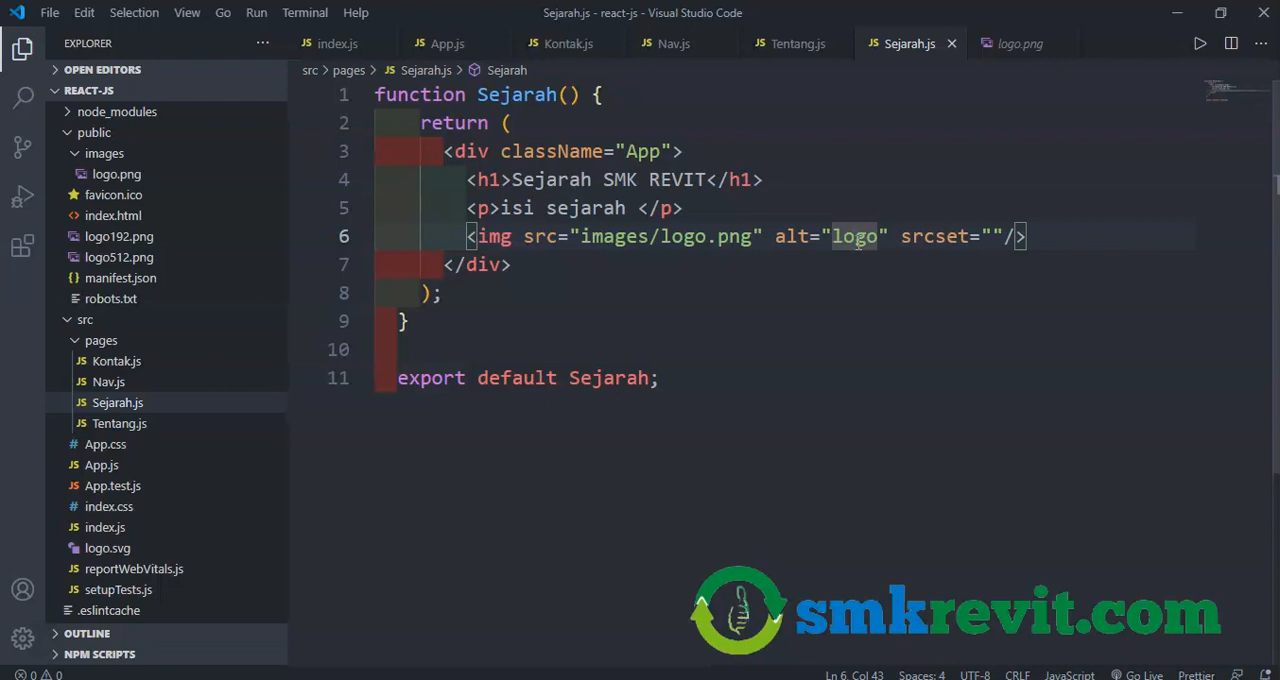 File Edit Selection View Go Run Terminal Help Sejarah.js - react-js - Visual Studio Code
EXPLORER ···
index.js App.js Kontak.js Nav.js Tentang.js Sejarah.js logo.png
OPEN EDITORS
REACT-JS
node_modules
public
images
logo.png
favicon.ico
index.html
logo192.png
logo512.png
manifest.json
robots.txt
src
pages
Kontak.js
Nav.js
Sejarah.js
Tentang.js
App.css
App.js
App.test.js
index.css
index.js
logo.svg
reportWebVitals.js
setupTests.js
.eslintcache
OUTLINE
NPM SCRIPTS
src > pages > JS Sejarah.js > Sejarah
1 function Sejarah() {
2 return (
3 <div className="App">
4 <h1>Sejarah SMK REVIT</h1>
5 <p>isi sejarah </p>
6 <img src="images/logo.png" alt="logo" srcset=""/>
7 </div>
8 );
9 }
10
11 export default Sejarah;
smkrevit.com
0 0 Ln 6, Col 43 Spaces: 4 UTF-8 CRLF JavaScript Go Live Prettier